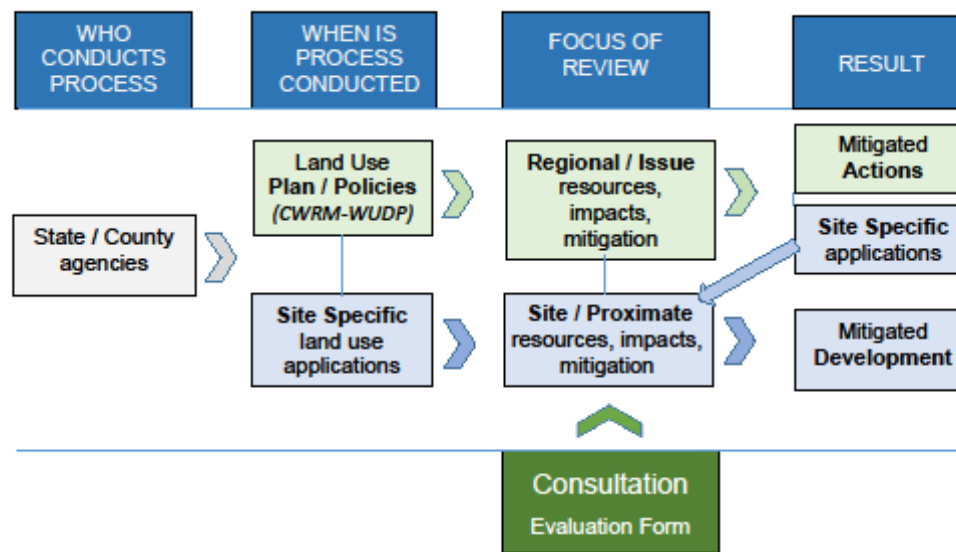 WHO
CONDUCTS
PROCESS
WHEN IS
PROCESS
CONDUCTED
FOCUS OF
REVIEW
RESULT
State / County
agencies
Land Use
Plan / Policies
(CWRM-WUDP)
Regional / Issue
resources,
impacts,
mitigation
Mitigated
Actions
Site Specific
applications
Site Specific
land use
applications
Site / Proximate
resources, impacts,
mitigation
Mitigated
Development
Consultation
Evaluation Form